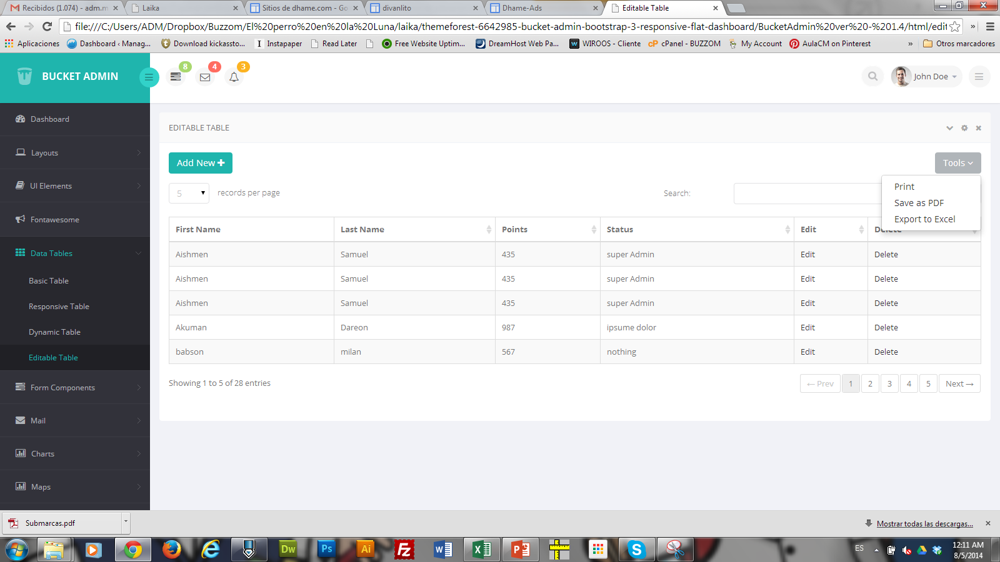 Recibidos (1.074) - adm.m
Laika
Sitios de dhame.com - Go
divanlito
Dhame-Ads
Editable Table
file:///C:/Users/ADM/Dropbox/Buzzom/El%20perro%20en%20la%20Luna/laika/themeforest-6642985-bucket-admin-bootstrap-3-responsive-flat-dashboard/BucketAdmin%20ver%20-%201.4/html/edit
Aplicaciones
Dashboard ‹ Manag...
Download kickassto...
Instapaper
Read Later
Free Website Uptim...
DreamHost Web Pa...
WIROOS - Cliente
cPanel - BUZZOM
My Account
AulaCM on Pinterest
»
Otros marcadores
BUCKET ADMIN
8
4
3
John Doe
Dashboard
Layouts
UI Elements
Fontawesome
Data Tables
Basic Table
Responsive Table
Dynamic Table
Editable Table
Form Components
Mail
Charts
Maps
EDITABLE TABLE
Add New
Tools
Print
Save as PDF
Export to Excel
5 records per page
Search:
First Name Last Name Points Status Edit Delete
Aishmen Samuel 435 super Admin Edit Delete
Aishmen Samuel 435 super Admin Edit Delete
Aishmen Samuel 435 super Admin Edit Delete
Akuman Dareon 987 ipsume dolor Edit Delete
babson milan 567 nothing Edit Delete
Showing 1 to 5 of 28 entries
← Prev 1 2 3 4 5 Next →
Submarcas.pdf
Mostrar todas las descargas...
Dw
Ps
Ai
Fz
ES
12:11 AM
8/5/2014